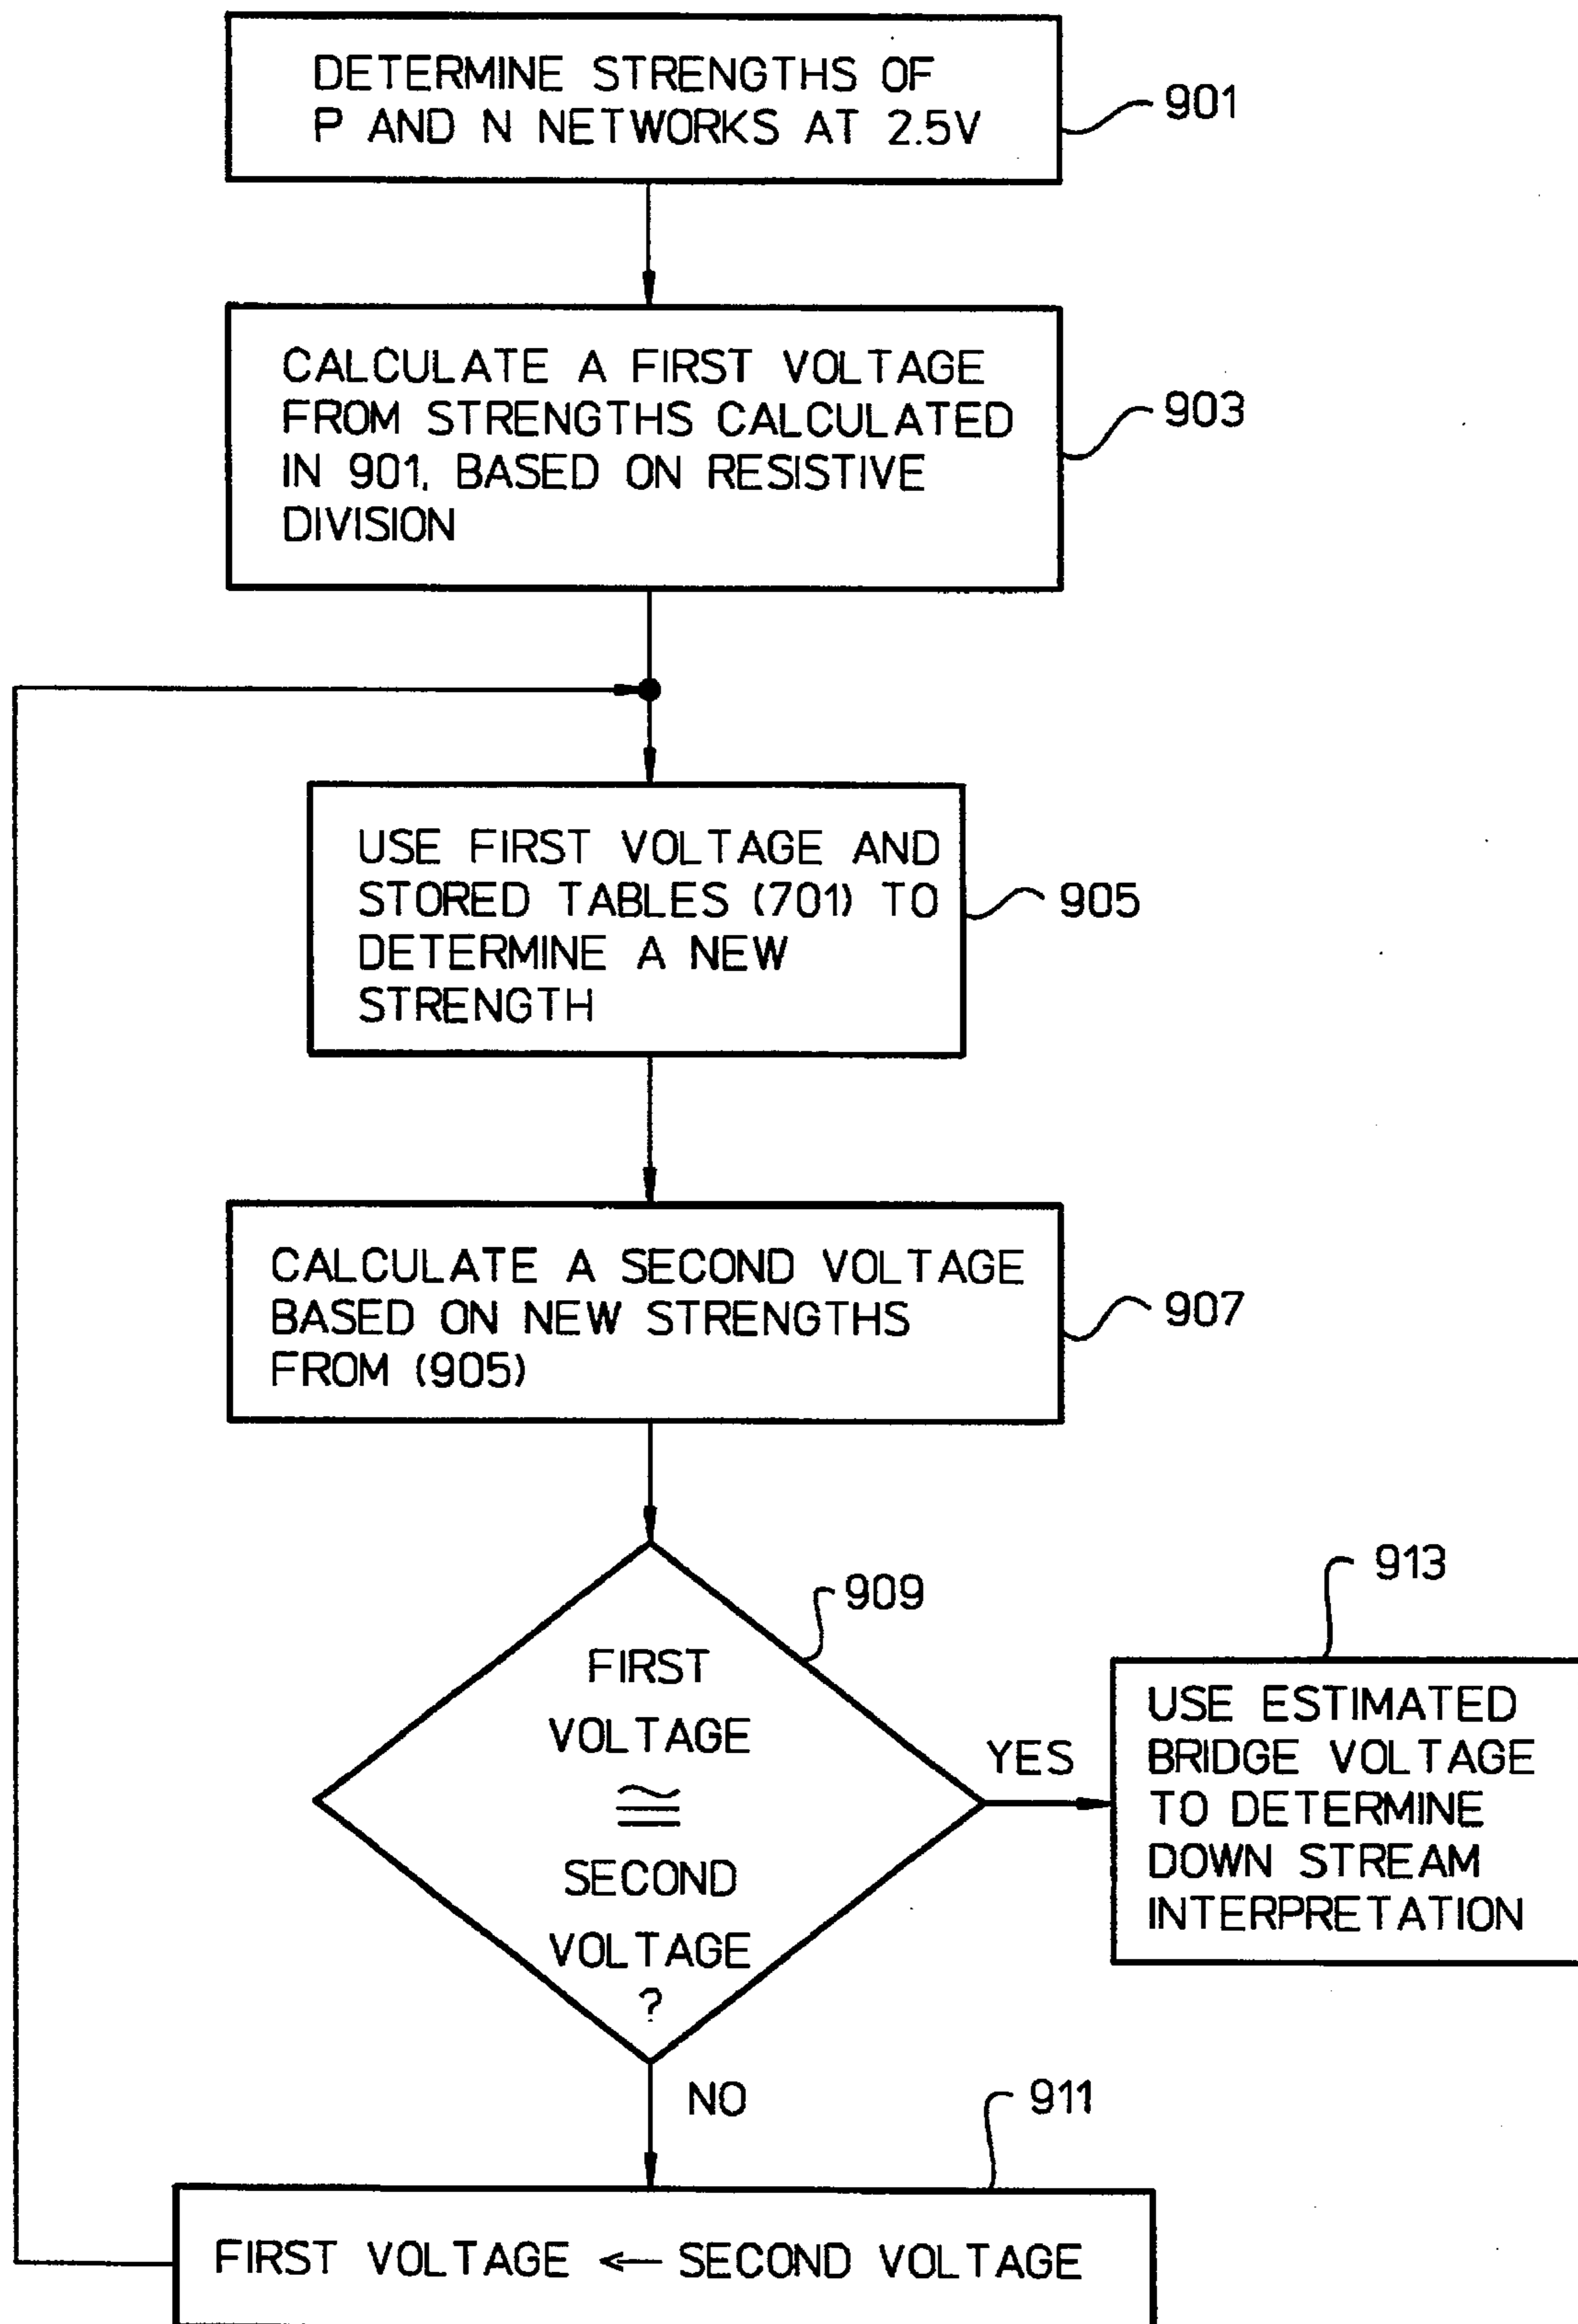 DETERMINE STRENGTHS OF
P AND N NETWORKS AT 2.5V
901
CALCULATE A FIRST VOLTAGE
FROM STRENGTHS CALCULATED
IN 901, BASED ON RESISTIVE
DIVISION
903
USE FIRST VOLTAGE AND
STORED TABLES (701) TO
DETERMINE A NEW
STRENGTH
905
CALCULATE A SECOND VOLTAGE
BASED ON NEW STRENGTHS
FROM (905)
907
909
FIRST
VOLTAGE
≅
SECOND
VOLTAGE
?
YES
913
USE ESTIMATED
BRIDGE VOLTAGE
TO DETERMINE
DOWN STREAM
INTERPRETATION
NO
911
FIRST VOLTAGE ← SECOND VOLTAGE